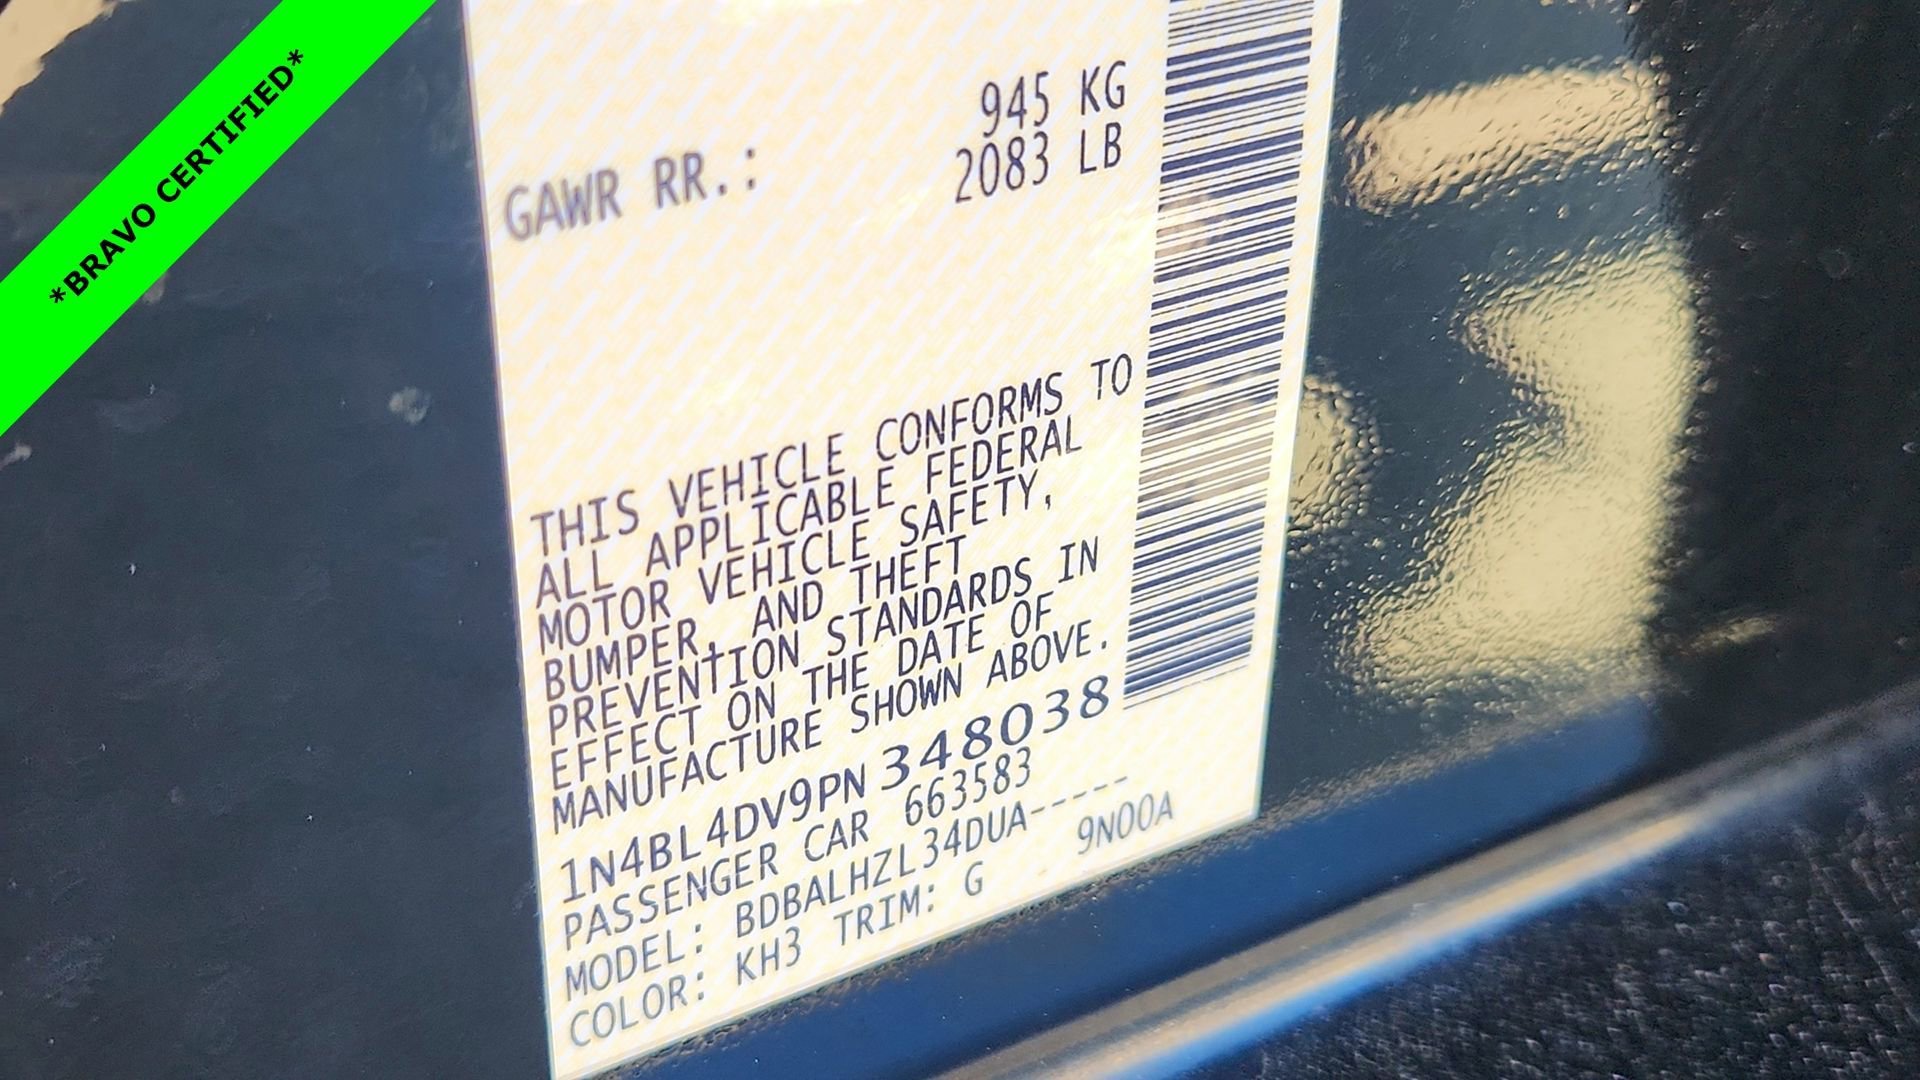 *BRAVO CERTIFIED*
945 KG
GAWR RR.: 2083 LB
THIS VEHICLE CONFORMS TO
ALL APPLICABLE FEDERAL
MOTOR VEHICLE SAFETY,
BUMPER, AND THEFT
PREVENTION STANDARDS IN
EFFECT ON THE DATE OF
MANUFACTURE SHOWN ABOVE.
1N4BL4DV9PN 348038
PASSENGER CAR 663583
MODEL: BDBALHZL34DUA-----
COLOR: KH3 TRIM: G 9N00A